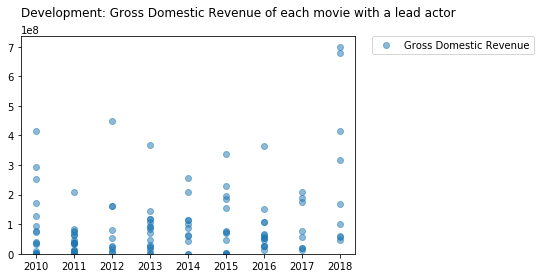 Development: Gross Domestic Revenue of each movie with a lead actor
1e8
Gross Domestic Revenue
7
6
5
4
3
2
1
0
2010 2011 2012 2013 2014 2015 2016 2017 2018